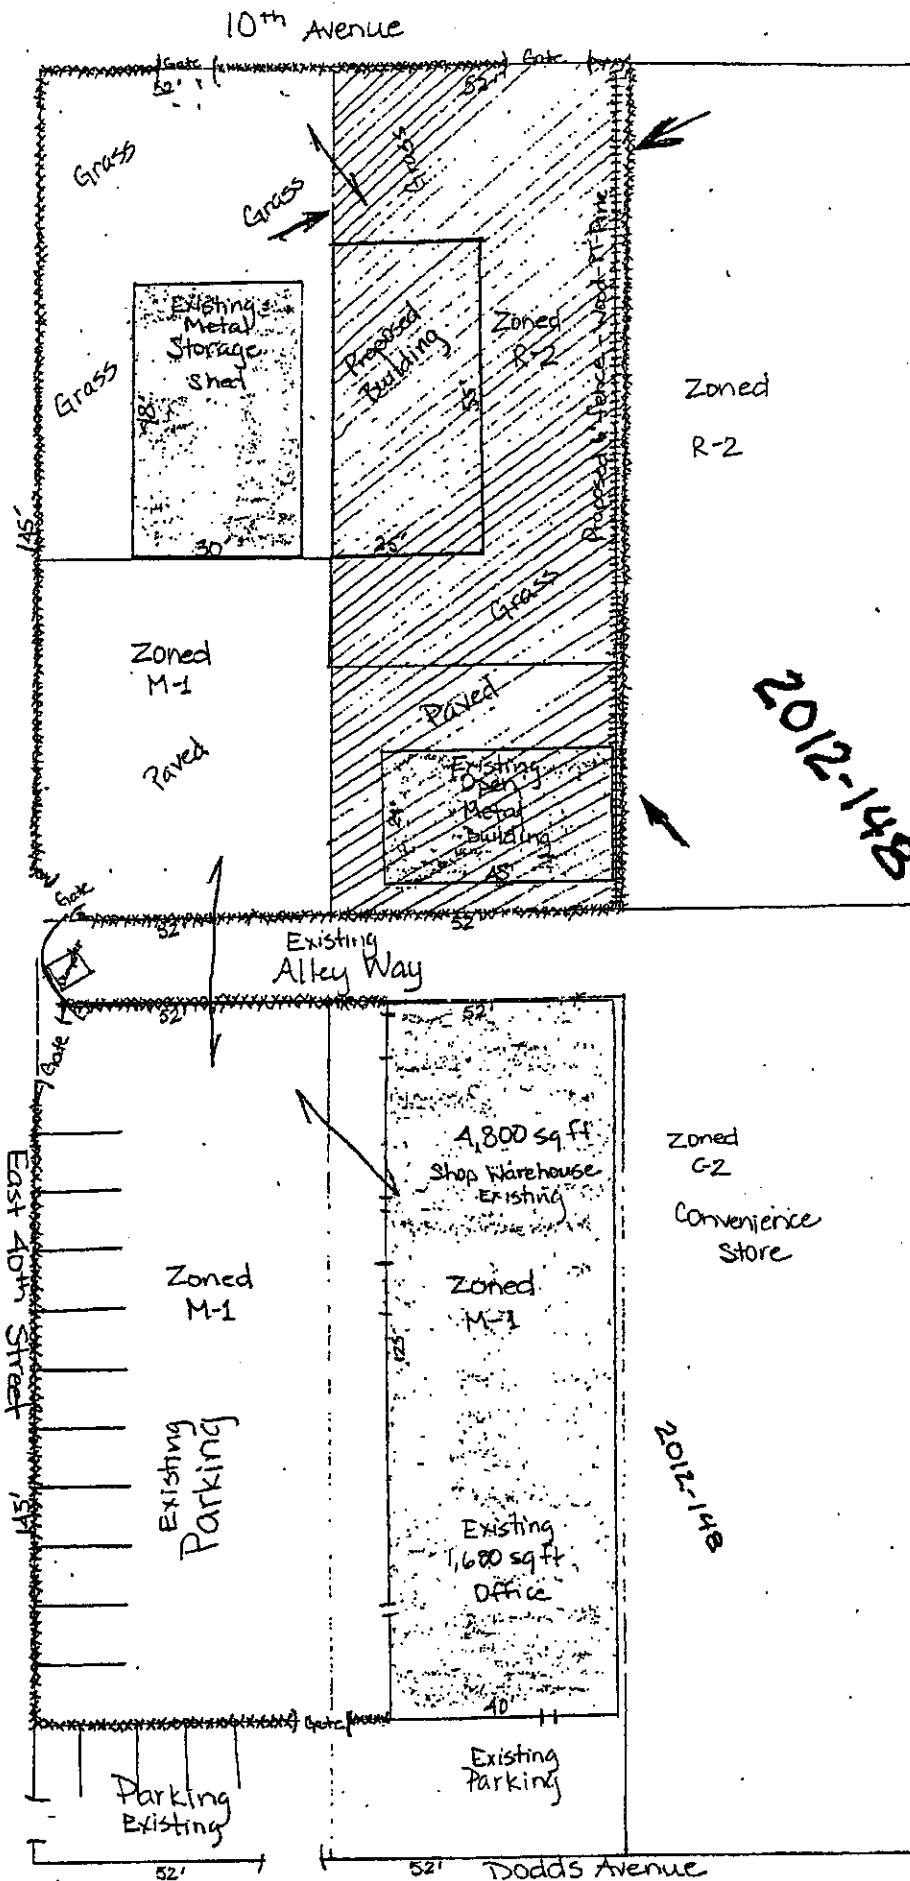 10th Avenue
Gate
Gate
52'
52'
Grass
Grass
Grass
Existing
Metal
Storage
Shed
48'
30'
Grass
145'
Proposed
Building
55'
25'
Zoned
R-2
Zoned
R-2
Grass
Zoned
M-1
Paved
Paved
Existing
Open
Metal
Building
45'
2012-148
Gate
52'
52'
Existing
Alley Way
Gate
52'
52'
4,800 sq ft
Shop Warehouse
Existing
Zoned
C-2
Convenience
Store
East 40th Street
145'
Zoned
M-1
Zoned
M-1
125'
Existing
Parking
Existing
1,680 sq ft
Office
2012-148
40'
Gate
Existing
Parking
Parking
Existing
52'
52'
Dodds Avenue